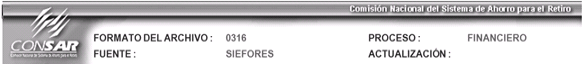 Comisión Nacional del Sistema de Ahorro para el Retiro
CONSAR
FORMATO DEL ARCHIVO : 0316 PROCESO : FINANCIERO
FUENTE : SIEFORES ACTUALIZACIÓN :